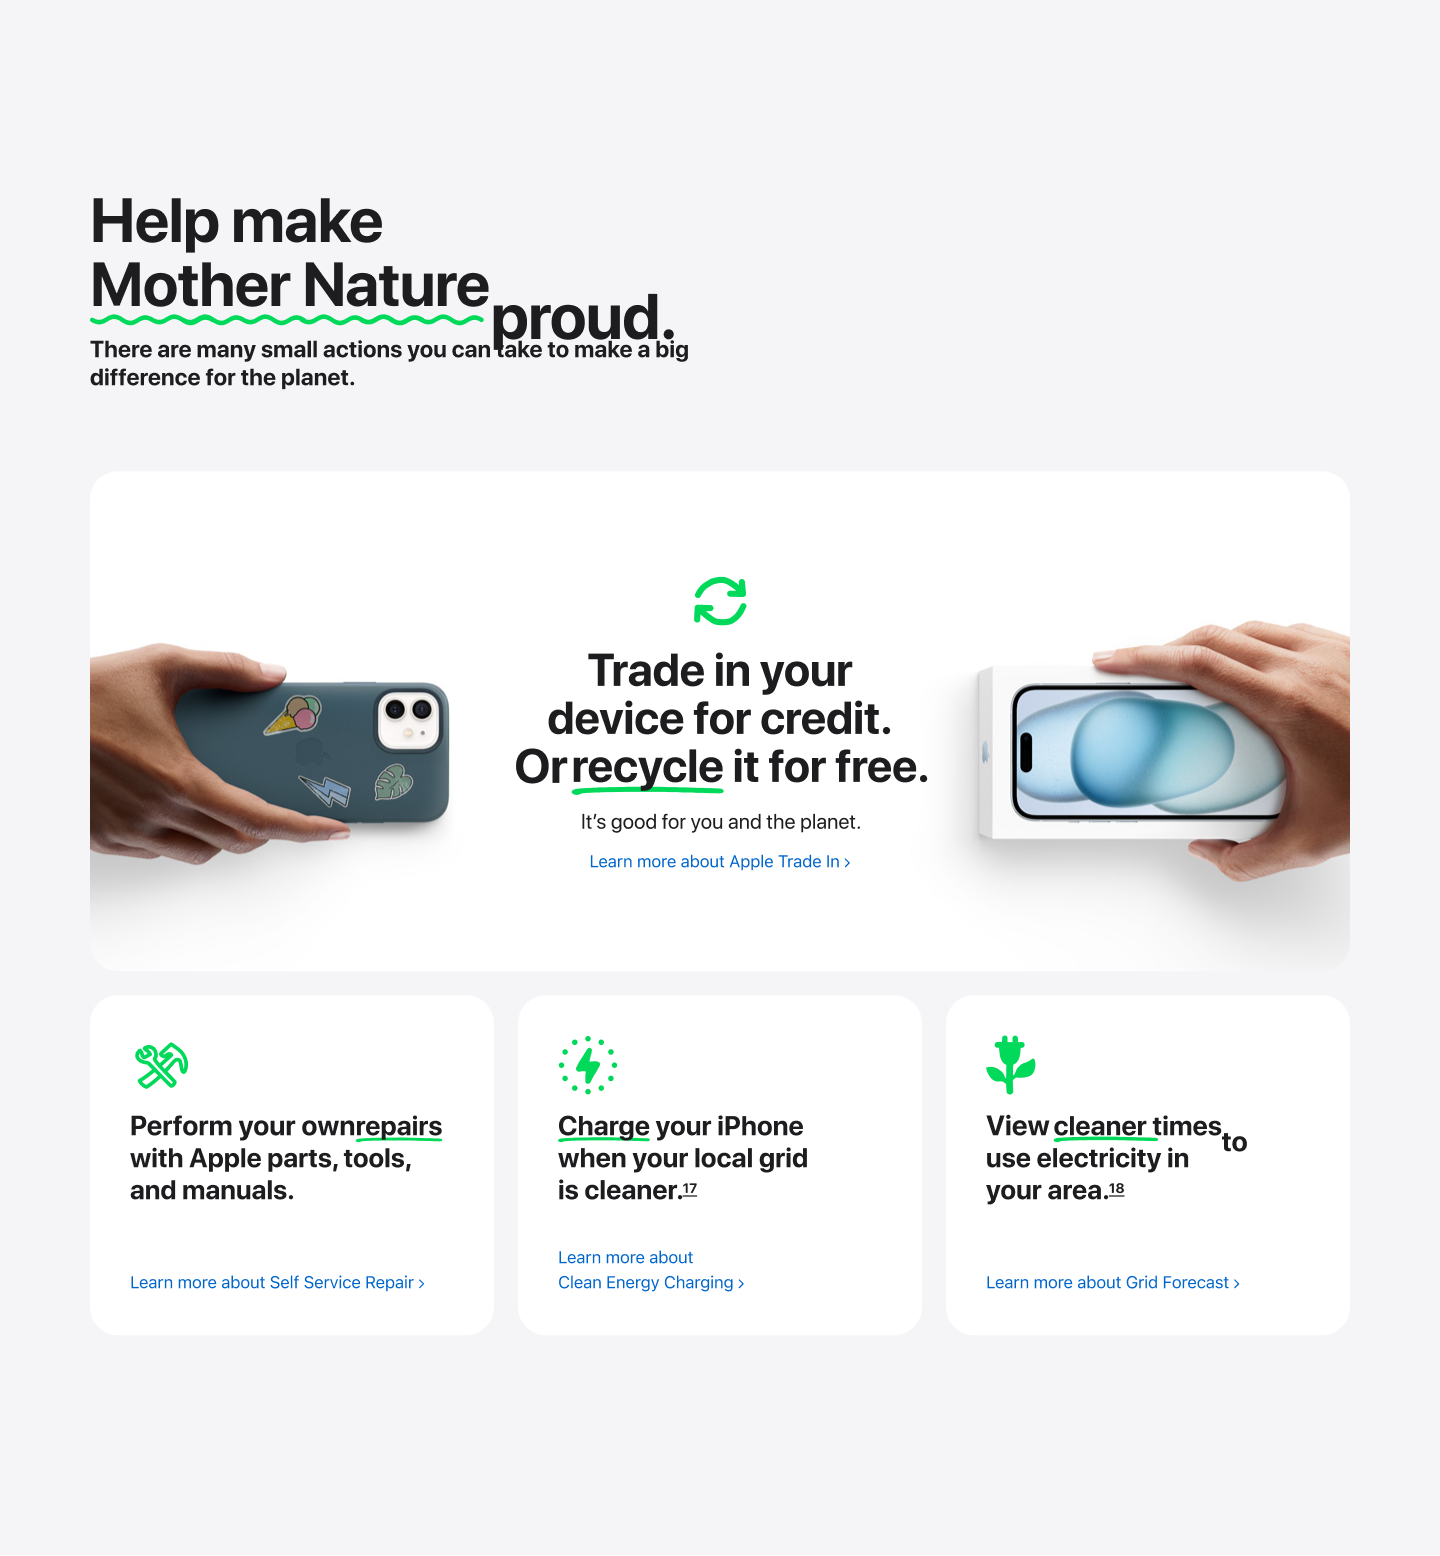 Help make
Mother Nature proud.
There are many small actions you can take to make a big
difference for the planet.
Trade in your
device for credit.
Or recycle it for free.
It’s good for you and the planet.
Learn more about Apple Trade In ›
Perform your own repairs
with Apple parts, tools,
and manuals.
Learn more about Self Service Repair ›
Charge your iPhone
when your local grid
is cleaner.17
Learn more about
Clean Energy Charging ›
View cleaner times to
use electricity in
your area.18
Learn more about Grid Forecast ›